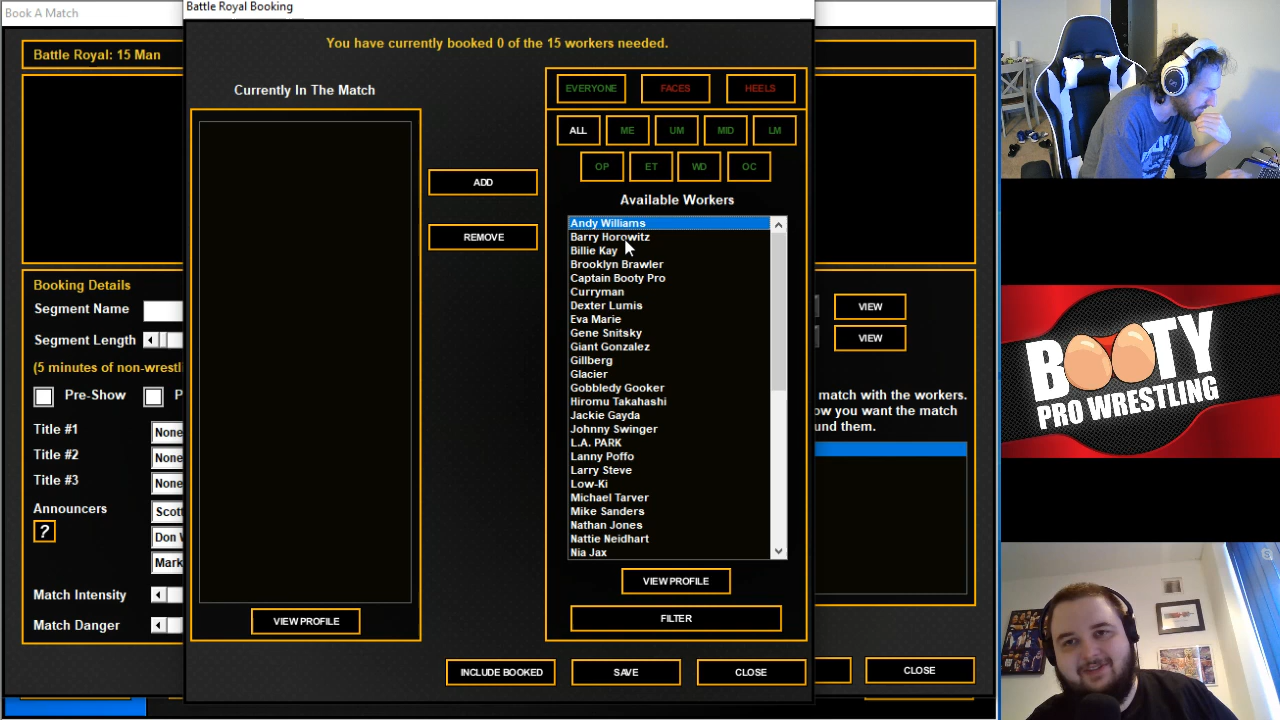 Book A Match
Battle Royal Booking
Battle Royal: 15 Man
You have currently booked 0 of the 15 workers needed.
Currently In The Match
EVERYONE
FACES
HEELS
ALL
ME
UM
MID
LM
OP
ET
WD
OC
ADD
REMOVE
Available Workers
Andy Williams
Barry Horowitz
Billie Kay
Brooklyn Brawler
Captain Booty Pro
Curryman
Dexter Lumis
Eva Marie
Gene Snitsky
Giant Gonzalez
Gillberg
Glacier
Gobbledy Gooker
Hiromu Takahashi
Jackie Gayda
Johnny Swinger
L.A. PARK
Lanny Poffo
Larry Steve
Low-Ki
Michael Tarver
Mike Sanders
Nathan Jones
Nattie Neidhart
Nia Jax
VIEW PROFILE
FILTER
VIEW PROFILE
INCLUDE BOOKED
SAVE
CLOSE
Booking Details
Segment Name
Segment Length
(5 minutes of non-wrestli
Pre-Show
P
Title #1
None
Title #2
None
Title #3
None
Announcers
Scott
?
Don W
Mark
Match Intensity
Match Danger
VIEW
VIEW
match with the workers.
ow you want the match
und them.
CLOSE
BOOTY
PRO WRESTLING